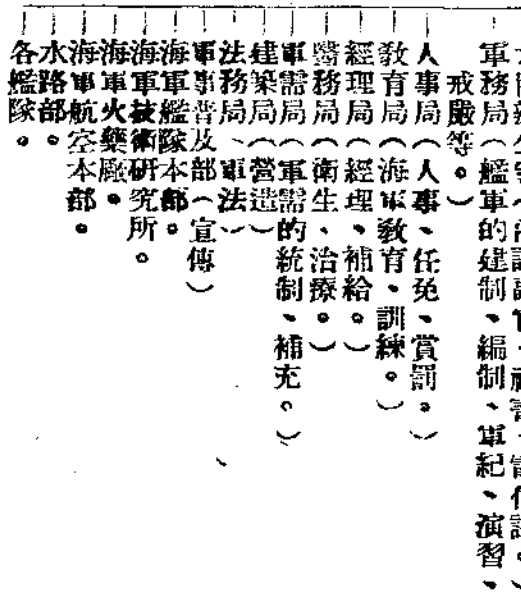 軍務局（艦軍的建制、編制、軍紀、演習、
戒嚴等。）
人事局（人事、任免、賞罰。）
敎育局（海軍敎育、訓練。）
經理局（經理、補給。）
醫務局（衛生、治療。）
軍需局（軍需的統制、補充。）
建築局（營造）
法務局、軍法）
軍事普及部（宣傳）
海軍艦隊本部。
海軍技術研究所。
海軍火藥廠。
海軍航空本部。
水路部。
各艦隊。